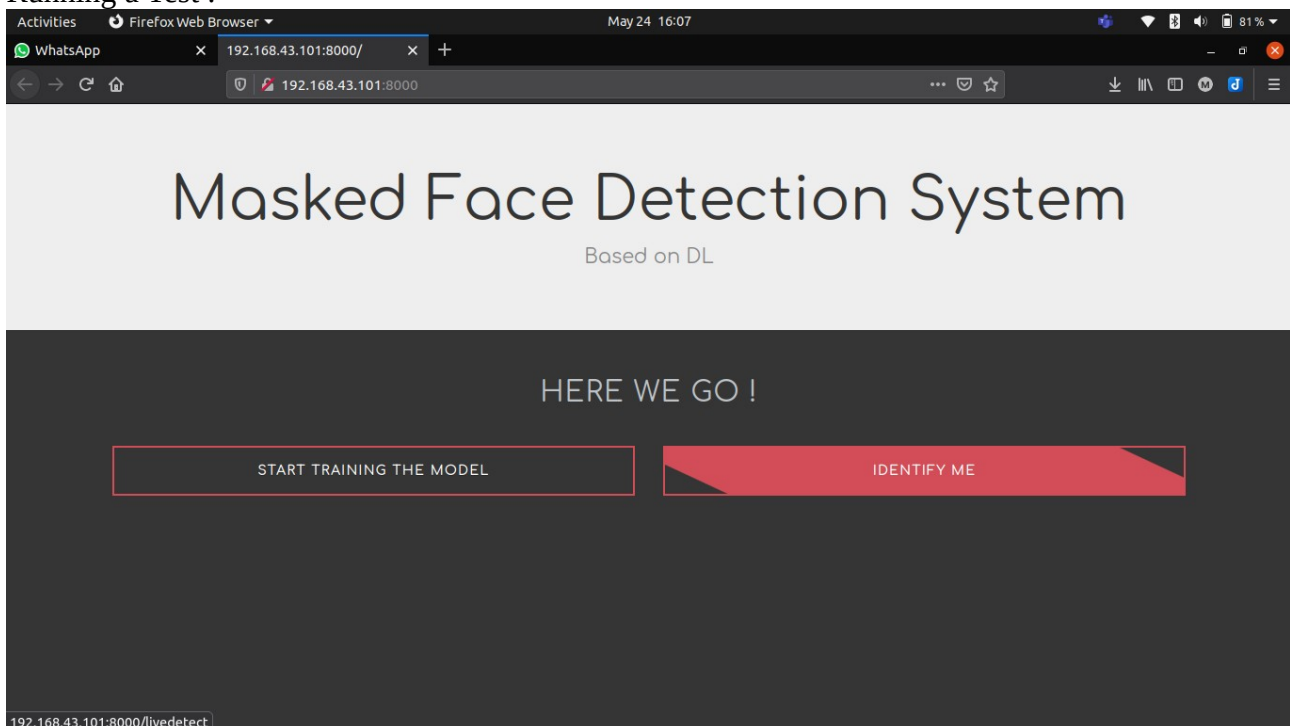 Running a Test :
Activities Firefox Web Browser May 24 16:07 81 %
WhatsApp 192.168.43.101:8000/
192.168.43.101:8000
Masked Face Detection System
Based on DL
HERE WE GO !
START TRAINING THE MODEL IDENTIFY ME
192.168.43.101:8000/livedetect